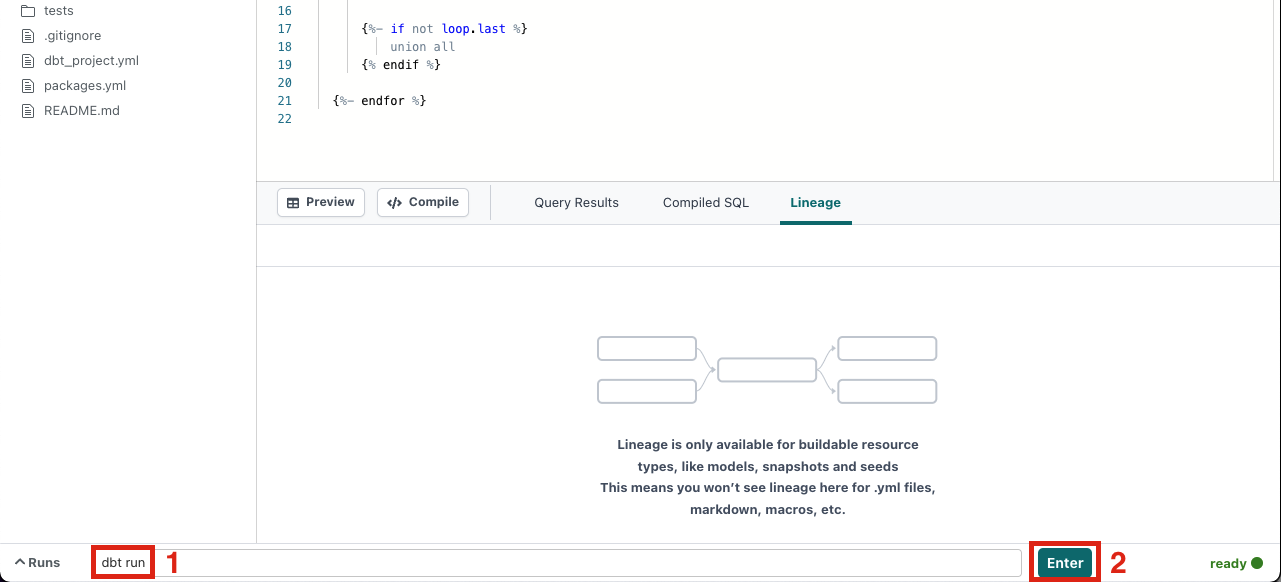 tests
.gitignore
dbt_project.yml
packages.yml
README.md
16
17 {%- if not loop.last %}
18 union all
19 {% endif %}
20
21 {%- endfor %}
22
Preview
Compile
Query Results
Compiled SQL
Lineage
Lineage is only available for buildable resource
types, like models, snapshots and seeds
This means you won’t see lineage here for .yml files,
markdown, macros, etc.
Runs
dbt run
1
Enter
2
ready